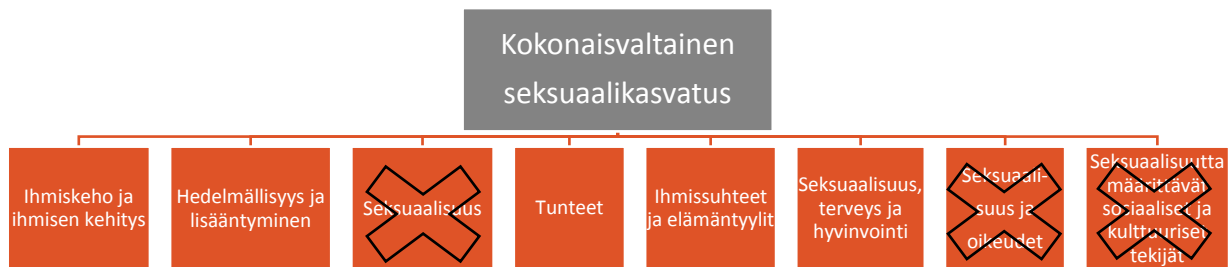 Kokonaisvaltainen
seksuaalikasvatus
Ihmiskeho ja
ihmisen kehitys
Hedelmällisyys ja
lisääntyminen
Seksuaalisuus
Tunteet
Ihmissuhteet
ja elämäntyylit
Seksuaalisuus,
terveys ja
hyvinvointi
Seksuaali-
suus ja
oikeudet
Seksuaalisuutta
määrittävät
sosiaaliset ja
kulttuuriset
tekijät